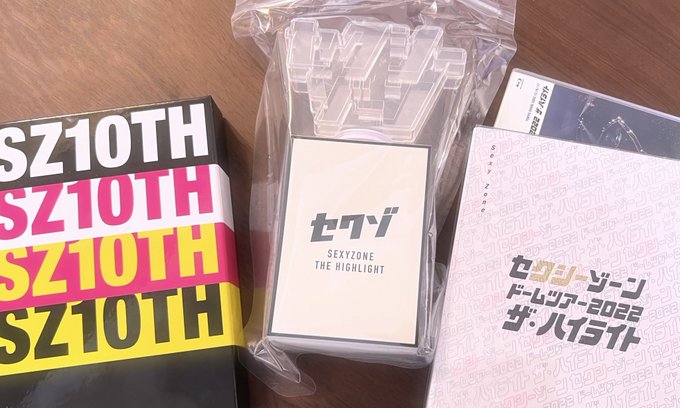 SZ10TH
SZ10TH
SZ10TH
SZ10TH
セクゾ
SEXYZONE
THE HIGHLIGHT
Sexy Zone
セクシーゾーン
ドームツアー2022
ザ・ハイライト